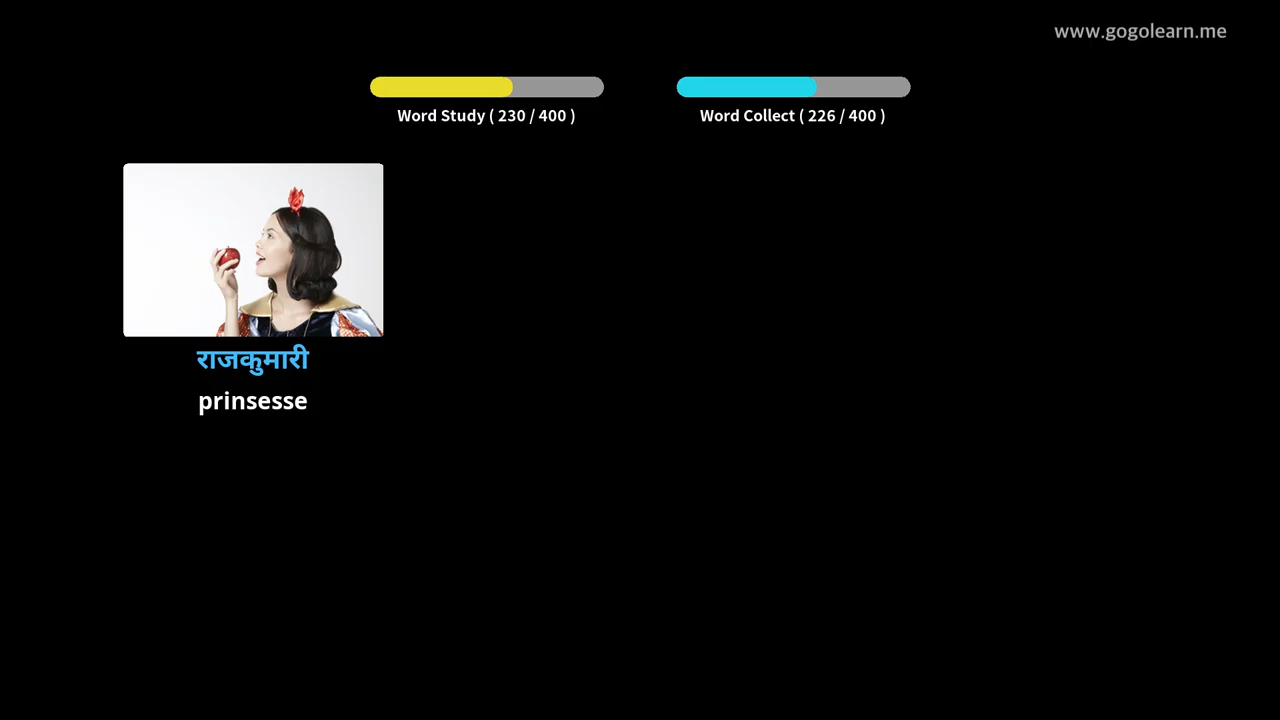 www.gogolearn.me
Word Study ( 230 / 400 )
Word Collect ( 226 / 400 )
राजकुमारी
prinsesse